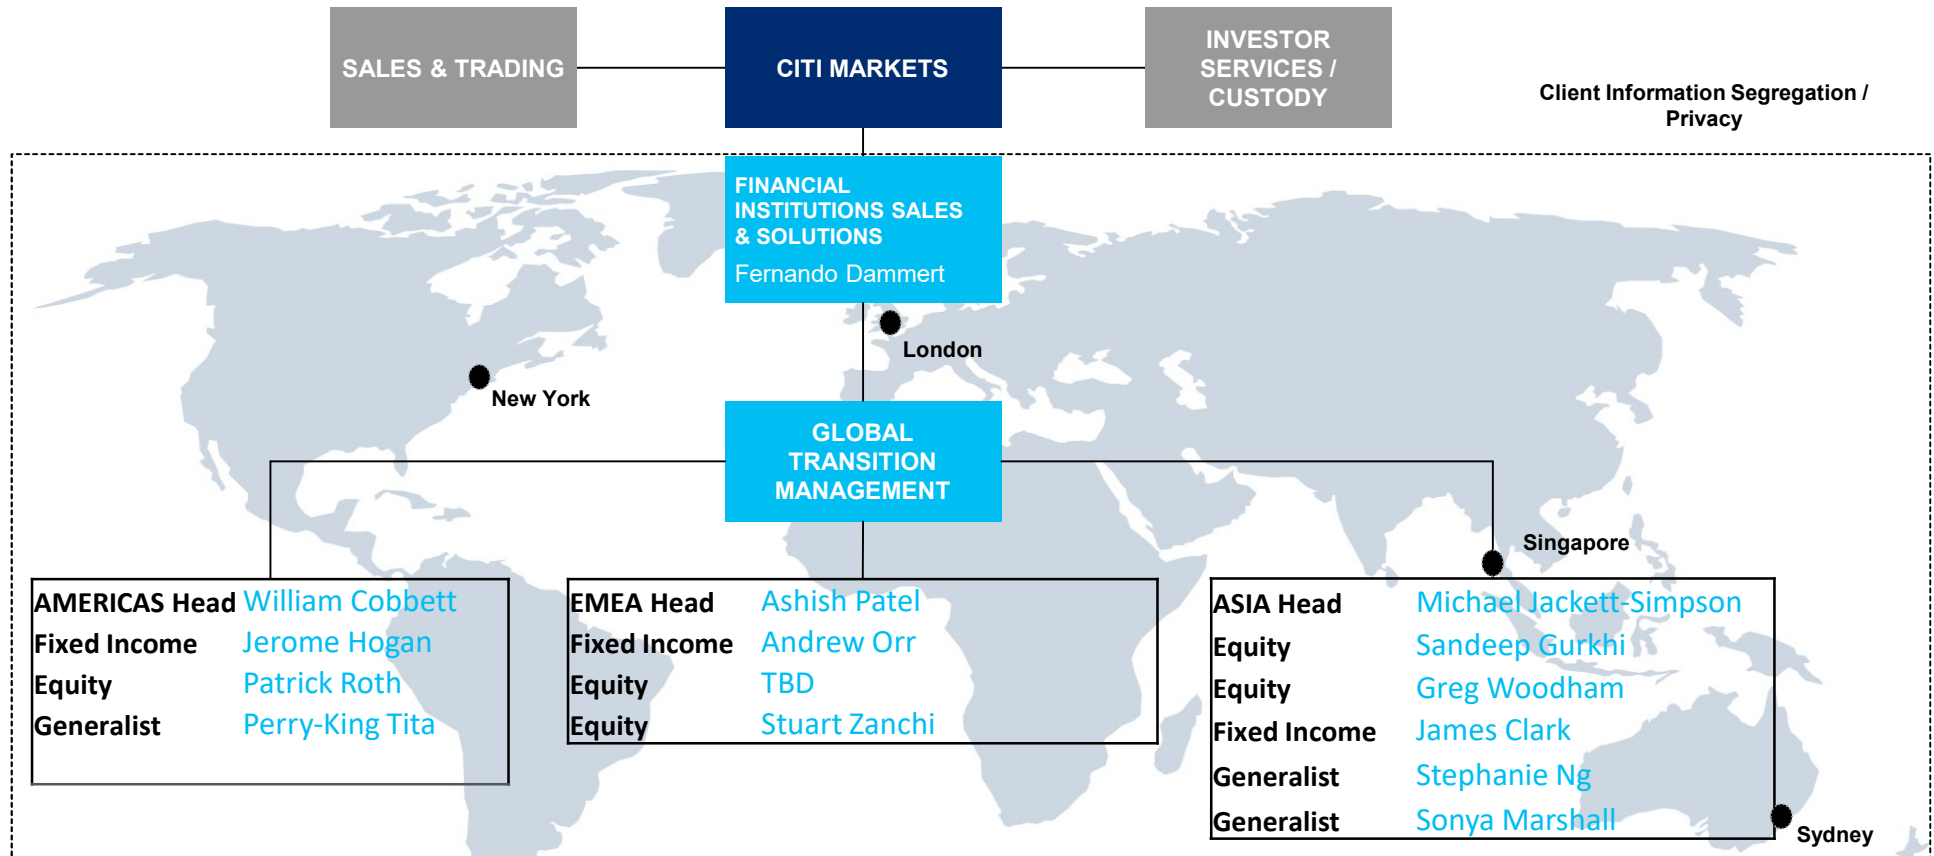 SALES & TRADING
CITI MARKETS
INVESTOR
SERVICES /
CUSTODY
Client Information Segregation /
Privacy
FINANCIAL
INSTITUTIONS SALES
& SOLUTIONS
Fernando Dammert
London
New York
GLOBAL
TRANSITION
MANAGEMENT
Singapore
AMERICAS Head William Cobbett
Fixed Income Jerome Hogan
Equity Patrick Roth
Generalist Perry-King Tita
EMEA Head Ashish Patel
Fixed Income Andrew Orr
Equity TBD
Equity Stuart Zanchi
ASIA Head Michael Jackett-Simpson
Equity Sandeep Gurkhi
Equity Greg Woodham
Fixed Income James Clark
Generalist Stephanie Ng
Generalist Sonya Marshall
Sydney